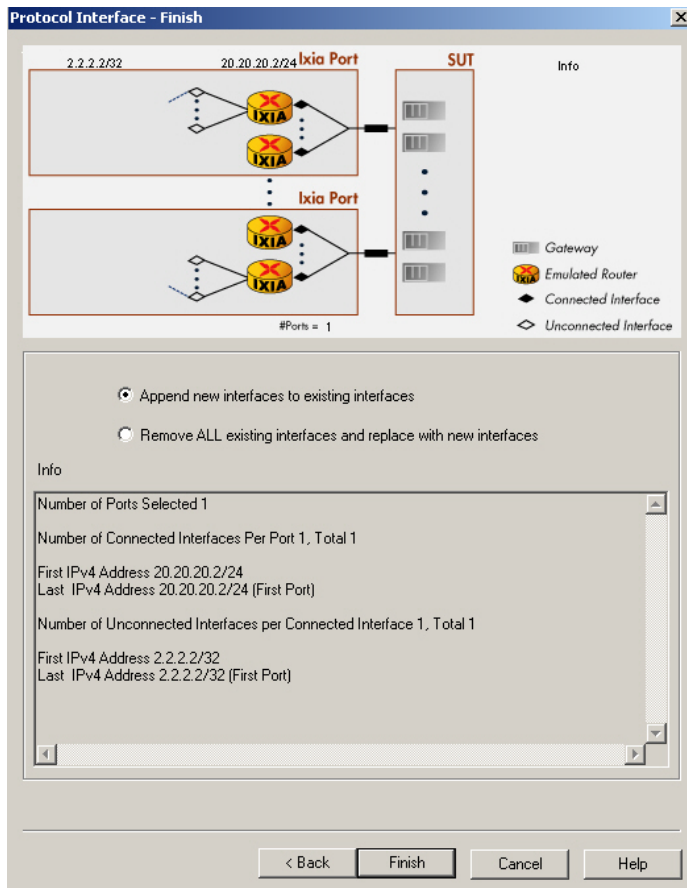 Protocol Interface - Finish
2.2.2.2/32 20.20.20.2/24 Ixia Port SUT Info
IXIA
IXIA
Ixia Port
IXIA
IXIA
Gateway
IXIA Emulated Router
Connected Interface
#Ports = 1 Unconnected Interface
Append new interfaces to existing interfaces
Remove ALL existing interfaces and replace with new interfaces
Info
Number of Ports Selected 1
Number of Connected Interfaces Per Port 1, Total 1
First IPv4 Address 20.20.20.2/24
Last IPv4 Address 20.20.20.2/24 (First Port)
Number of Unconnected Interfaces per Connected Interface 1, Total 1
First IPv4 Address 2.2.2.2/32
Last IPv4 Address 2.2.2.2/32 (First Port)
< Back Finish Cancel Help